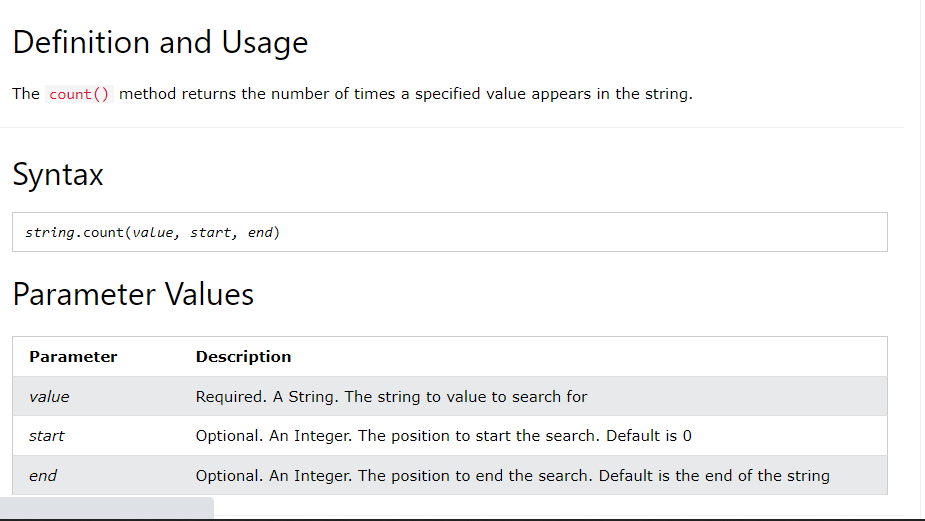 Definition and Usage
The count() method returns the number of times a specified value appears in the string.
Syntax
string.count(value, start, end)
Parameter Values
Parameter Description
value Required. A String. The string to value to search for
start Optional. An Integer. The position to start the search. Default is 0
end Optional. An Integer. The position to end the search. Default is the end of the string